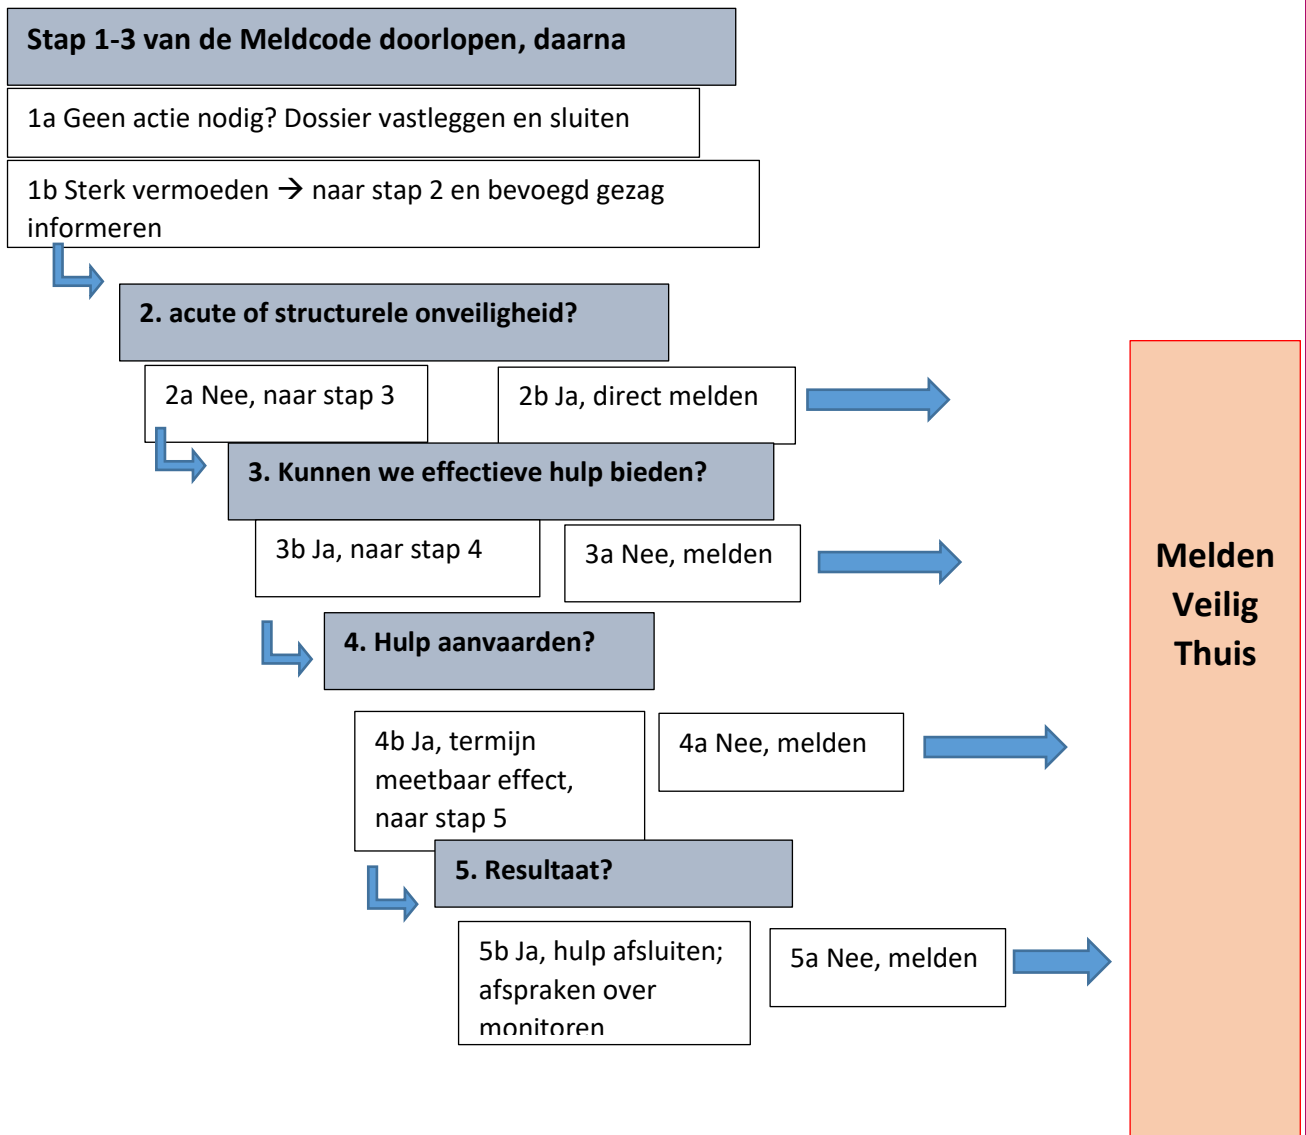 Stap 1-3 van de Meldcode doorlopen, daarna
1a Geen actie nodig? Dossier vastleggen en sluiten
1b Sterk vermoeden → naar stap 2 en bevoegd gezag
informeren
2. acute of structurele onveiligheid?
2a Nee, naar stap 3
2b Ja, direct melden
3. Kunnen we effectieve hulp bieden?
3b Ja, naar stap 4
3a Nee, melden
4. Hulp aanvaarden?
4b Ja, termijn
meetbaar effect,
naar stap 5
4a Nee, melden
5. Resultaat?
5b Ja, hulp afsluiten;
afspraken over
monitoren
5a Nee, melden
Melden
Veilig
Thuis